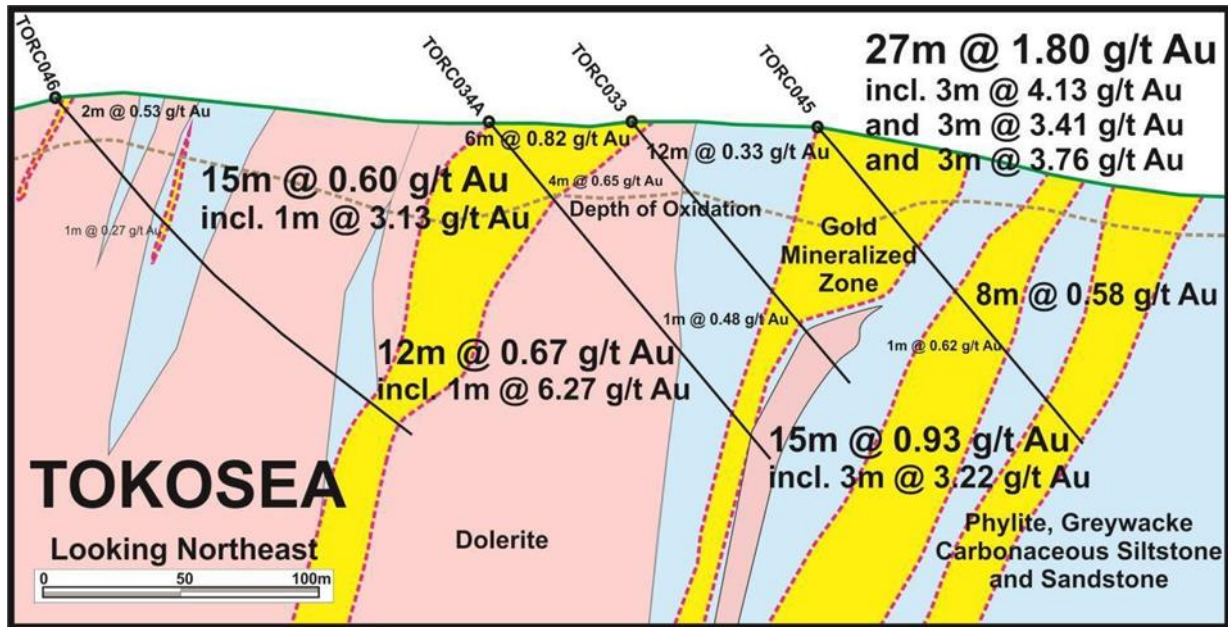 TORC046
TORC034A
TORC033
TORC045
27m @ 1.80 g/t Au
incl. 3m @ 4.13 g/t Au
and 3m @ 3.41 g/t Au
and 3m @ 3.76 g/t Au
2m @ 0.53 g/t Au
6m @ 0.82 g/t Au
12m @ 0.33 g/t Au
15m @ 0.60 g/t Au
incl. 1m @ 3.13 g/t Au
4m @ 0.65 g/t Au
Depth of Oxidation
1m @ 0.27 g/t Au
Gold
Mineralized
Zone
8m @ 0.58 g/t Au
1m @ 0.48 g/t Au
1m @ 0.62 g/t Au
12m @ 0.67 g/t Au
incl. 1m @ 6.27 g/t Au
15m @ 0.93 g/t Au
incl. 3m @ 3.22 g/t Au
TOKOSEA
Looking Northeast
0 50 100m
Dolerite
Phylite, Greywacke
Carbonaceous Siltstone
and Sandstone